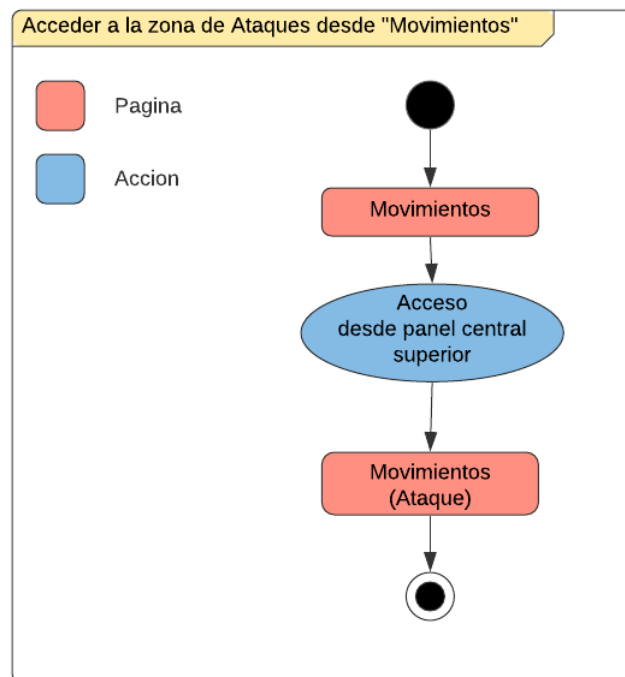 Acceder a la zona de Ataques desde "Movimientos"
Pagina
Accion
Movimientos
Acceso
desde panel central
superior
Movimientos
(Ataque)